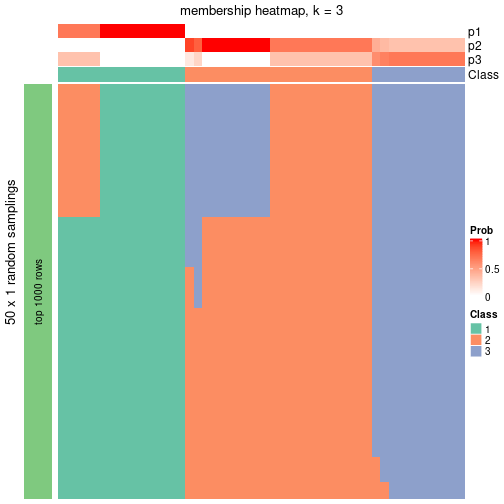 membership heatmap, k = 3
p1
p2
p3
Class
50 x 1 random samplings
top 1000 rows
Prob
1
0.5
0
Class
1
2
3